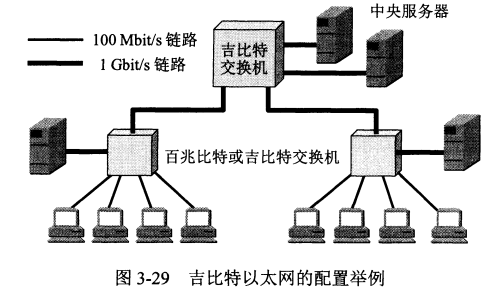 中央服务器
100 Mbit/s 链路
1 Gbit/s 链路
吉比特
交换机
百兆比特或吉比特交换机
图 3-29 吉比特以太网的配置举例